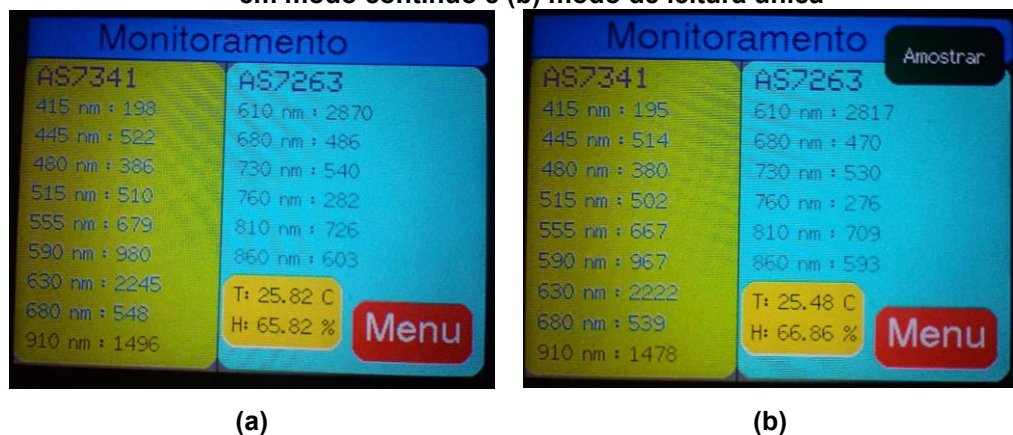 em modo contínuo e (b) modo de leitura única
Monitoramento
AS7341
415 nm : 198
445 nm : 522
480 nm : 386
515 nm : 510
555 nm : 679
590 nm : 980
630 nm : 2245
680 nm : 548
910 nm : 1496
AS7263
610 nm : 2870
680 nm : 486
730 nm : 540
760 nm : 282
810 nm : 726
860 nm : 603
T: 25.82 C
H: 65.82 %
Menu
(a)
Monitoramento
Amostrar
AS7341
415 nm : 195
445 nm : 514
480 nm : 380
515 nm : 502
555 nm : 667
590 nm : 967
630 nm : 2222
680 nm : 539
910 nm : 1478
AS7263
610 nm : 2817
680 nm : 470
730 nm : 530
760 nm : 276
810 nm : 709
860 nm : 593
T: 25.48 C
H: 66.86 %
Menu
(b)